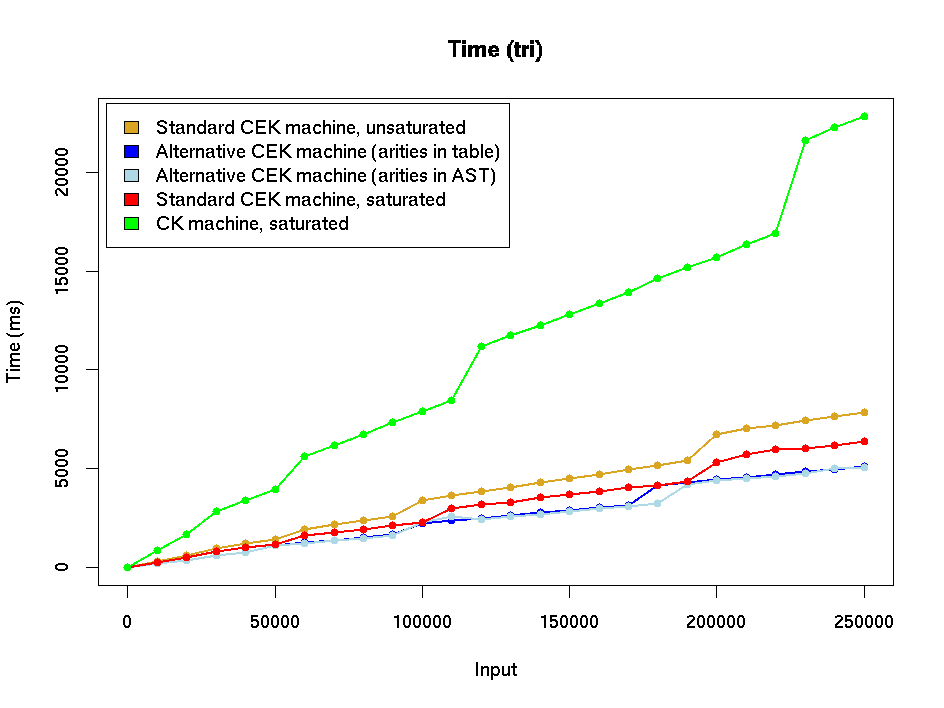 Time (tri)
Standard CEK machine, unsaturated
Alternative CEK machine (arities in table)
Alternative CEK machine (arities in AST)
Standard CEK machine, saturated
CK machine, saturated
Time (ms)
20000
15000
10000
5000
0
0 50000 100000 150000 200000 250000
Input